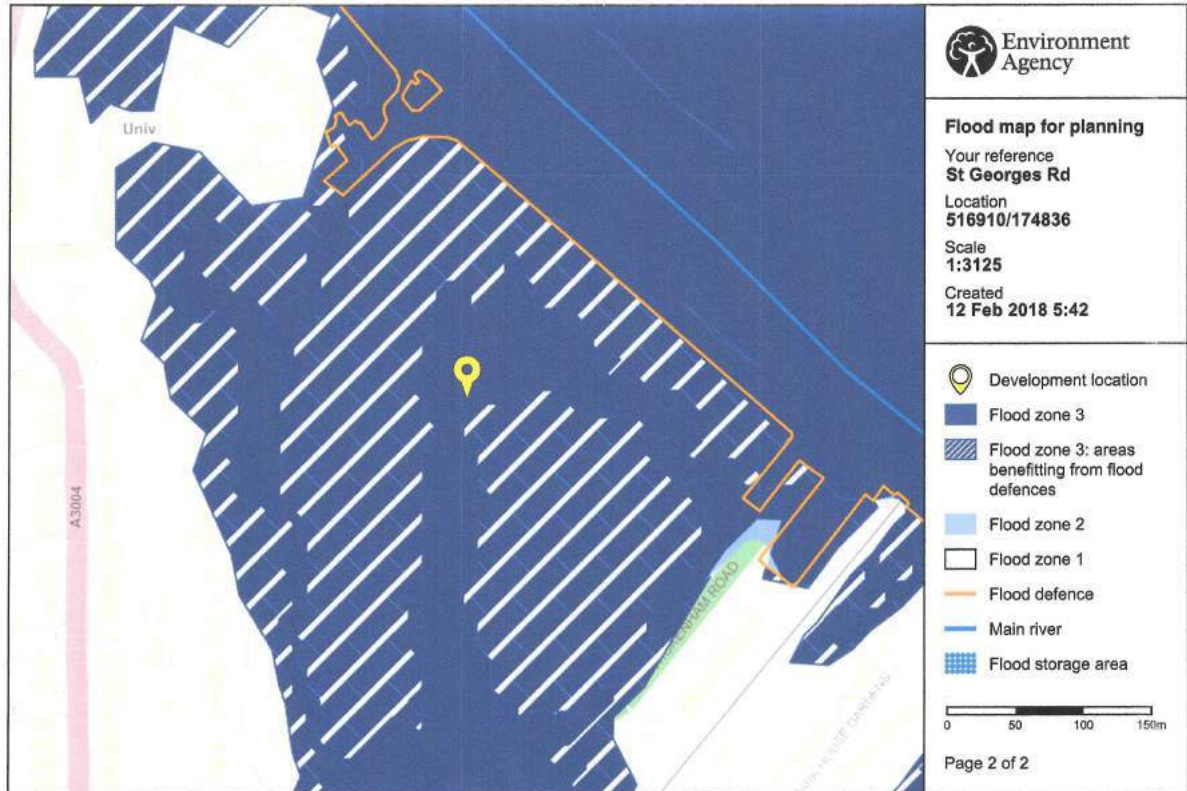 Univ
A3004
Environment
Agency
Flood map for planning
Your reference
St Georges Rd
Location
516910/174836
Scale
1:3125
Created
12 Feb 2018 5:42
Development location
Flood zone 3
Flood zone 3: areas
benefitting from flood
defences
Flood zone 2
Flood zone 1
Flood defence
Main river
Flood storage area
0 50 100 150m
Page 2 of 2
ROAD
HOUSE GARDENS